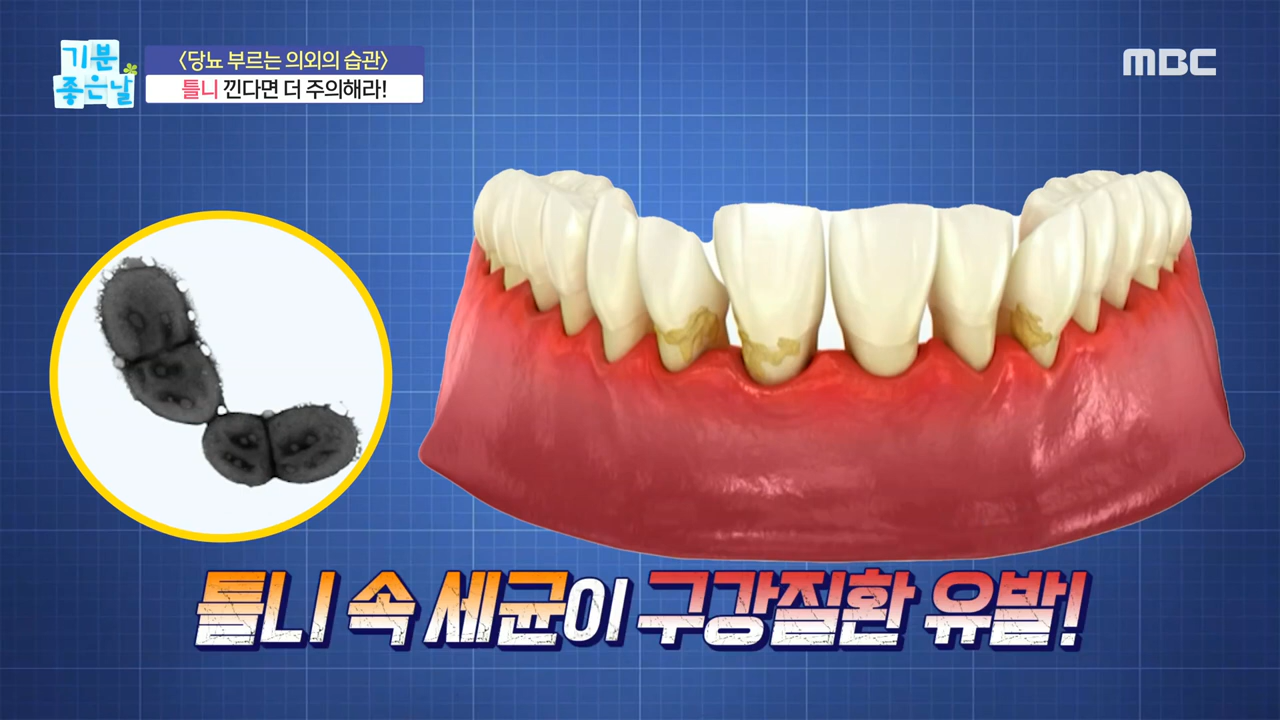 기분
좋은날
〈당뇨 부르는 의외의 습관〉
틀니 낀다면 더 주의해라!
MBC
틀니 속 세균이 구강질환 유발!